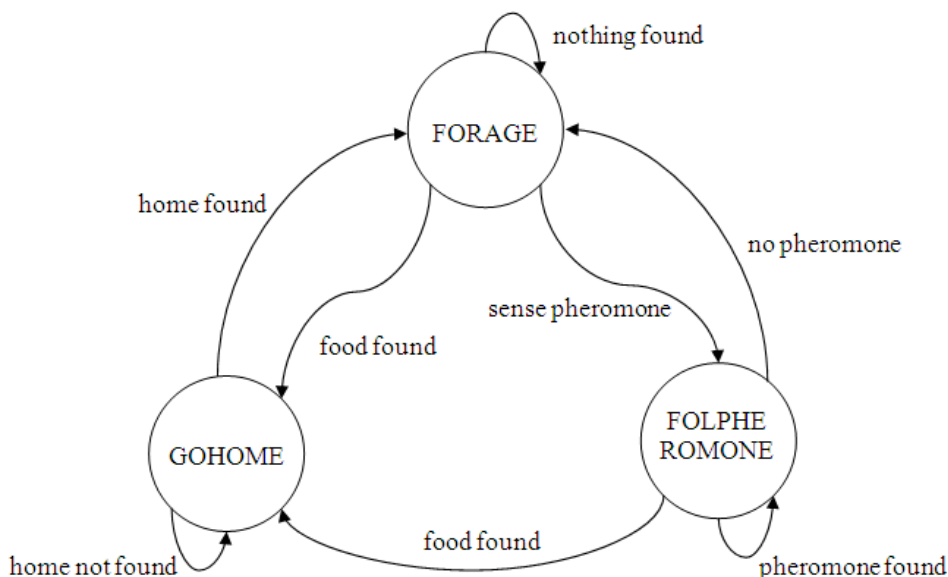 nothing found
FORAGE
home found
no pheromone
sense pheromone
food found
FOLPHE
ROMONE
GOHOME
food found
home not found
pheromone found